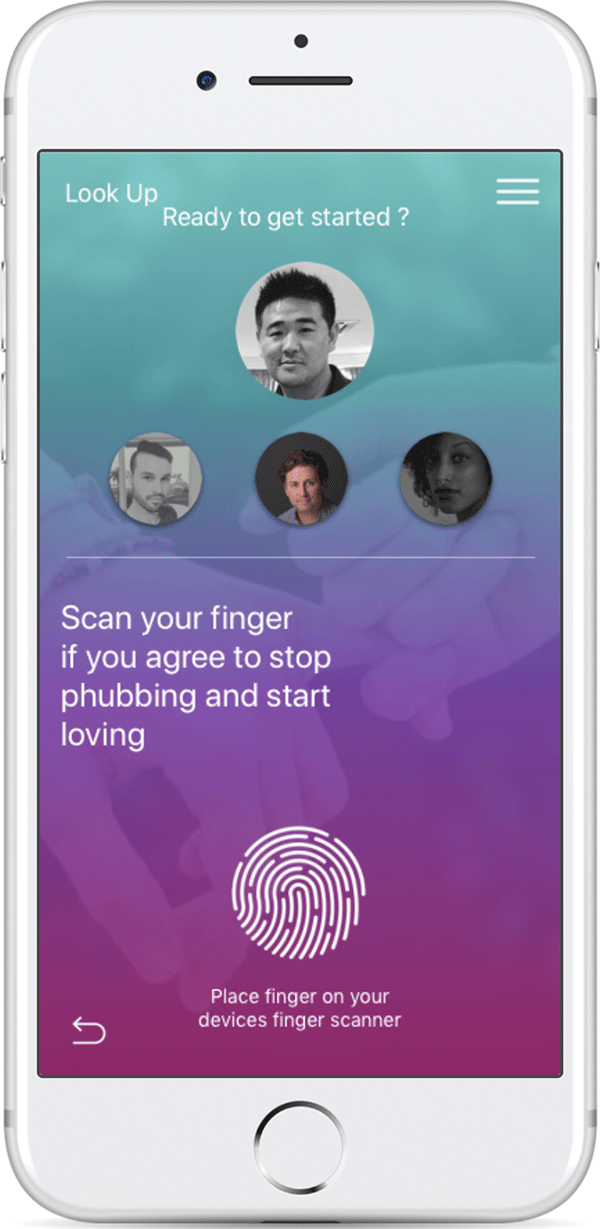 Look Up
Ready to get started ?
Scan your finger
if you agree to stop
phubbing and start
loving
Place finger on your
devices finger scanner